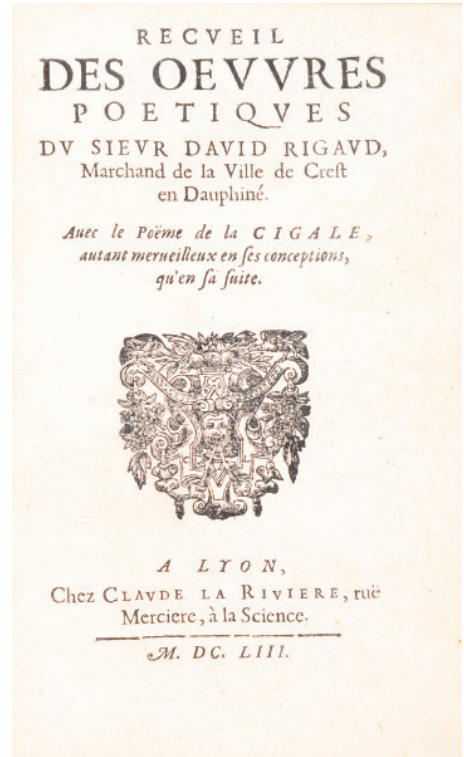 RECVEIL
DES OEVVRES
POETIQVES
DV SIEVR DAVID RIGAVD,
Marchand de la Ville de Crest
en Dauphiné.
Auec le Poëme de la CIGALE,
autant merueilleux en ses conceptions,
qu'en sa suite.
A LYON,
Chez CLAVDE LA RIVIERE, ruë
Merciere, à la Science.
M. DC. LIII.